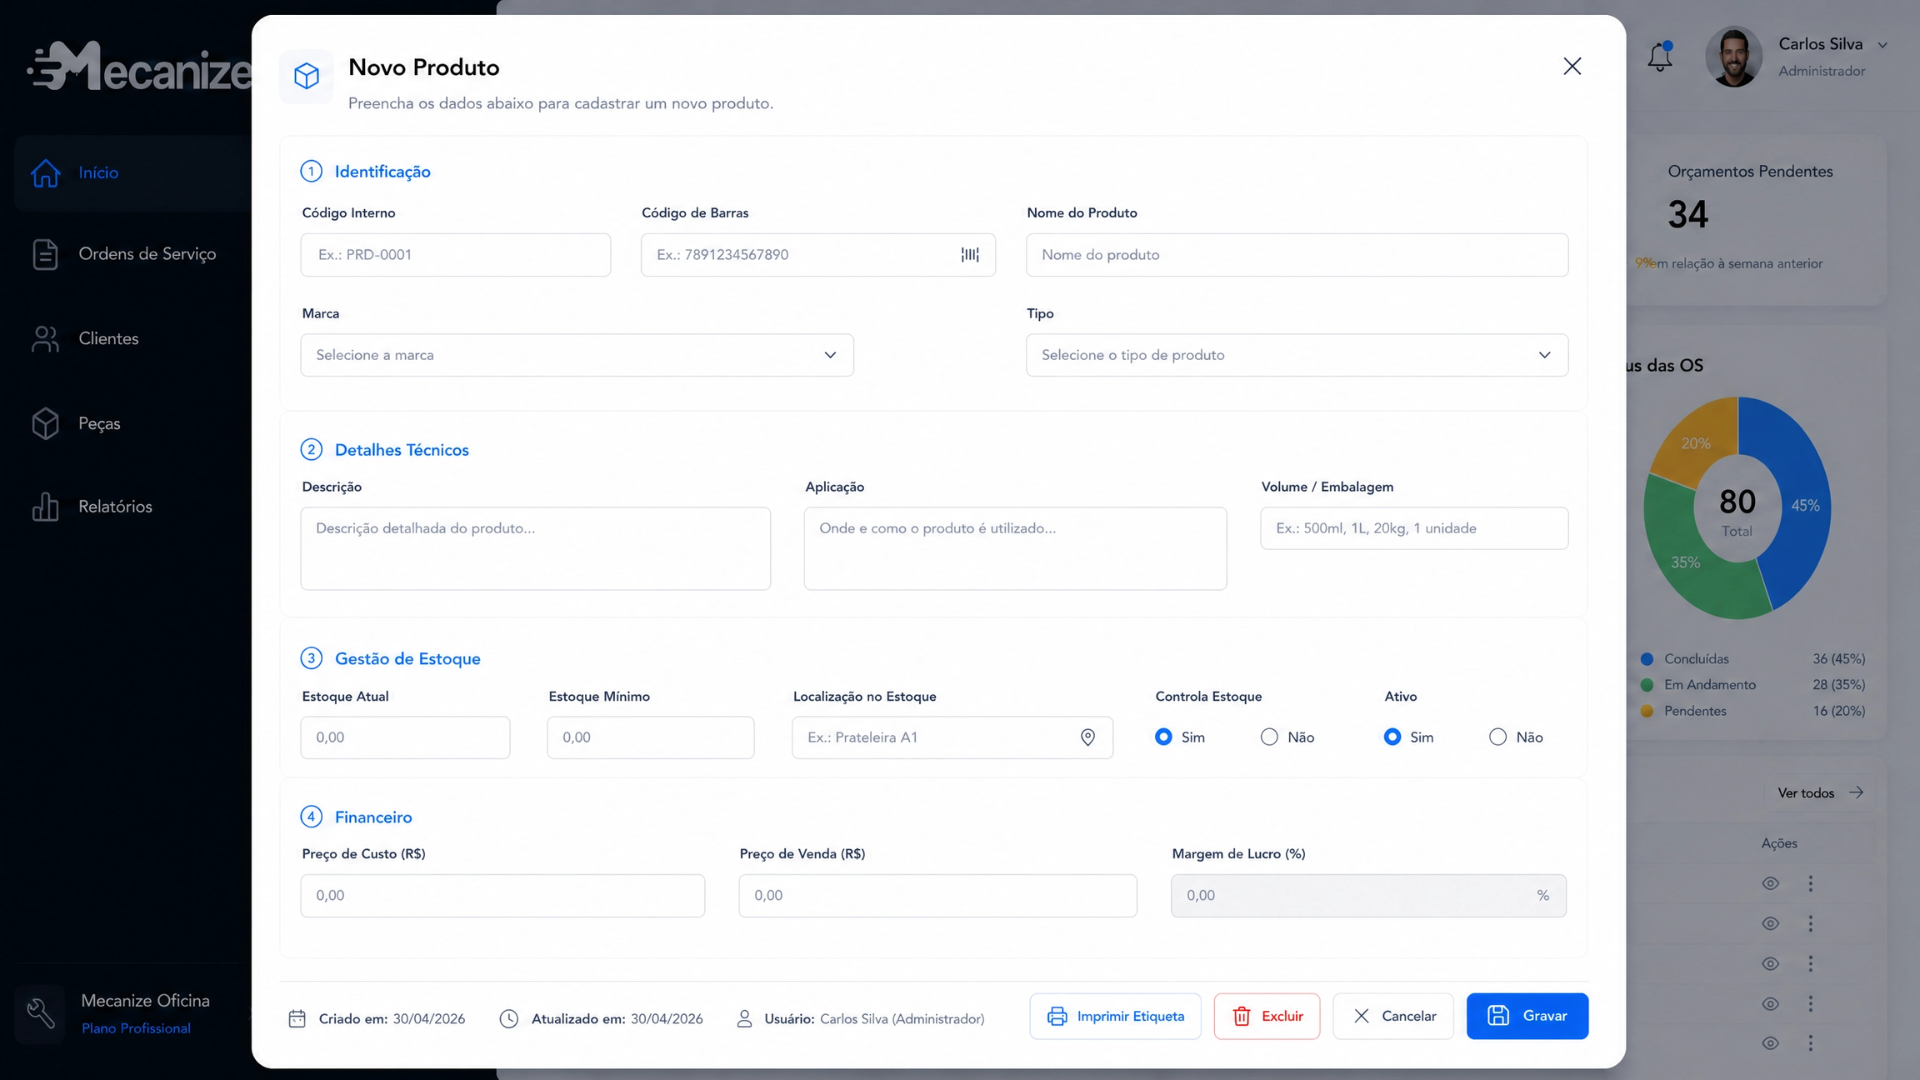 Mecanize
Início
Ordens de Serviço
Clientes
Peças
Relatórios
Mecanize Oficina
Plano Profissional
Novo Produto
Preencha os dados abaixo para cadastrar um novo produto.
1 Identificação
Código Interno
Ex.: PRD-0001
Código de Barras
Ex.: 7891234567890
Nome do Produto
Nome do produto
Marca
Selecione a marca
Tipo
Selecione o tipo de produto
2 Detalhes Técnicos
Descrição
Descrição detalhada do produto...
Aplicação
Onde e como o produto é utilizado...
Volume / Embalagem
Ex.: 500ml, 1L, 20kg, 1 unidade
3 Gestão de Estoque
Estoque Atual
0,00
Estoque Mínimo
0,00
Localização no Estoque
Ex.: Prateleira A1
Controla Estoque
Sim
Não
Ativo
Sim
Não
4 Financeiro
Preço de Custo (R$)
0,00
Preço de Venda (R$)
0,00
Margem de Lucro (%)
0,00 %
Criado em: 30/04/2026
Atualizado em: 30/04/2026
Usuário: Carlos Silva (Administrador)
Imprimir Etiqueta
Excluir
Cancelar
Gravar
Carlos Silva
Administrador
Orçamentos Pendentes
34
9% em relação à semana anterior
us das OS
20%
45%
35%
80
Total
Concluídas 36 (45%)
Em Andamento 28 (35%)
Pendentes 16 (20%)
Ver todos
Ações